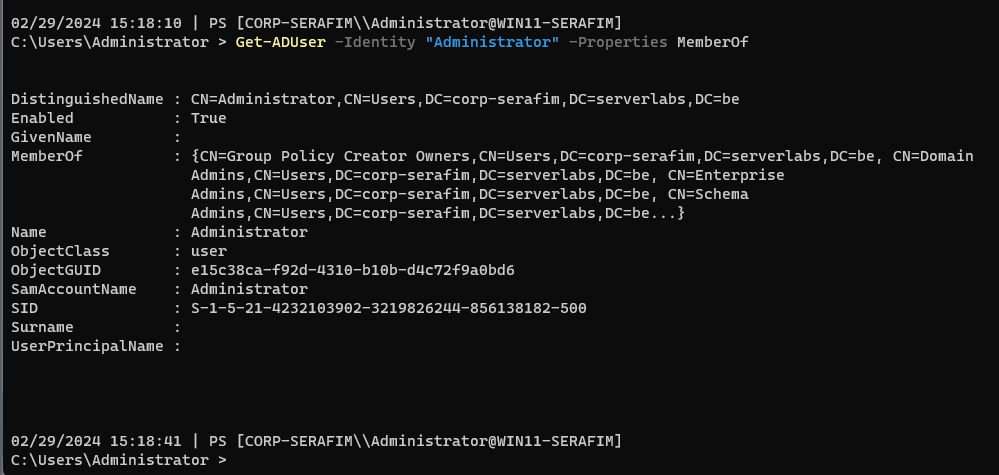 02/29/2024 15:18:10 | PS [CORP-SERAFIM\\Administrator@WIN11-SERAFIM]
C:\Users\Administrator > Get-ADUser -Identity "Administrator" -Properties MemberOf
DistinguishedName : CN=Administrator,CN=Users,DC=corp-serafim,DC=serverlabs,DC=be
Enabled           : True
GivenName         :
MemberOf          : {CN=Group Policy Creator Owners,CN=Users,DC=corp-serafim,DC=serverlabs,DC=be, CN=Domain
                    Admins,CN=Users,DC=corp-serafim,DC=serverlabs,DC=be, CN=Enterprise
                    Admins,CN=Users,DC=corp-serafim,DC=serverlabs,DC=be, CN=Schema
                    Admins,CN=Users,DC=corp-serafim,DC=serverlabs,DC=be...}
Name              : Administrator
ObjectClass       : user
ObjectGUID        : e15c38ca-f92d-4310-b10b-d4c72f9a0bd6
SamAccountName    : Administrator
SID               : S-1-5-21-4232103902-3219826244-856138182-500
Surname           :
UserPrincipalName :
02/29/2024 15:18:41 | PS [CORP-SERAFIM\\Administrator@WIN11-SERAFIM]
C:\Users\Administrator >